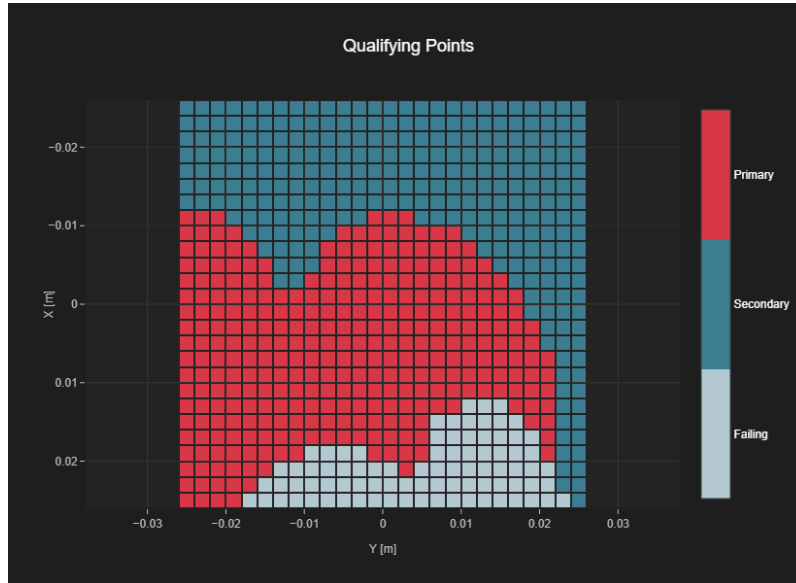 Qualifying Points
Primary
Secondary
Failing
X [m]
−0.02
−0.01
0
0.01
0.02
−0.03
−0.02
−0.01
0
0.01
0.02
0.03
Y [m]